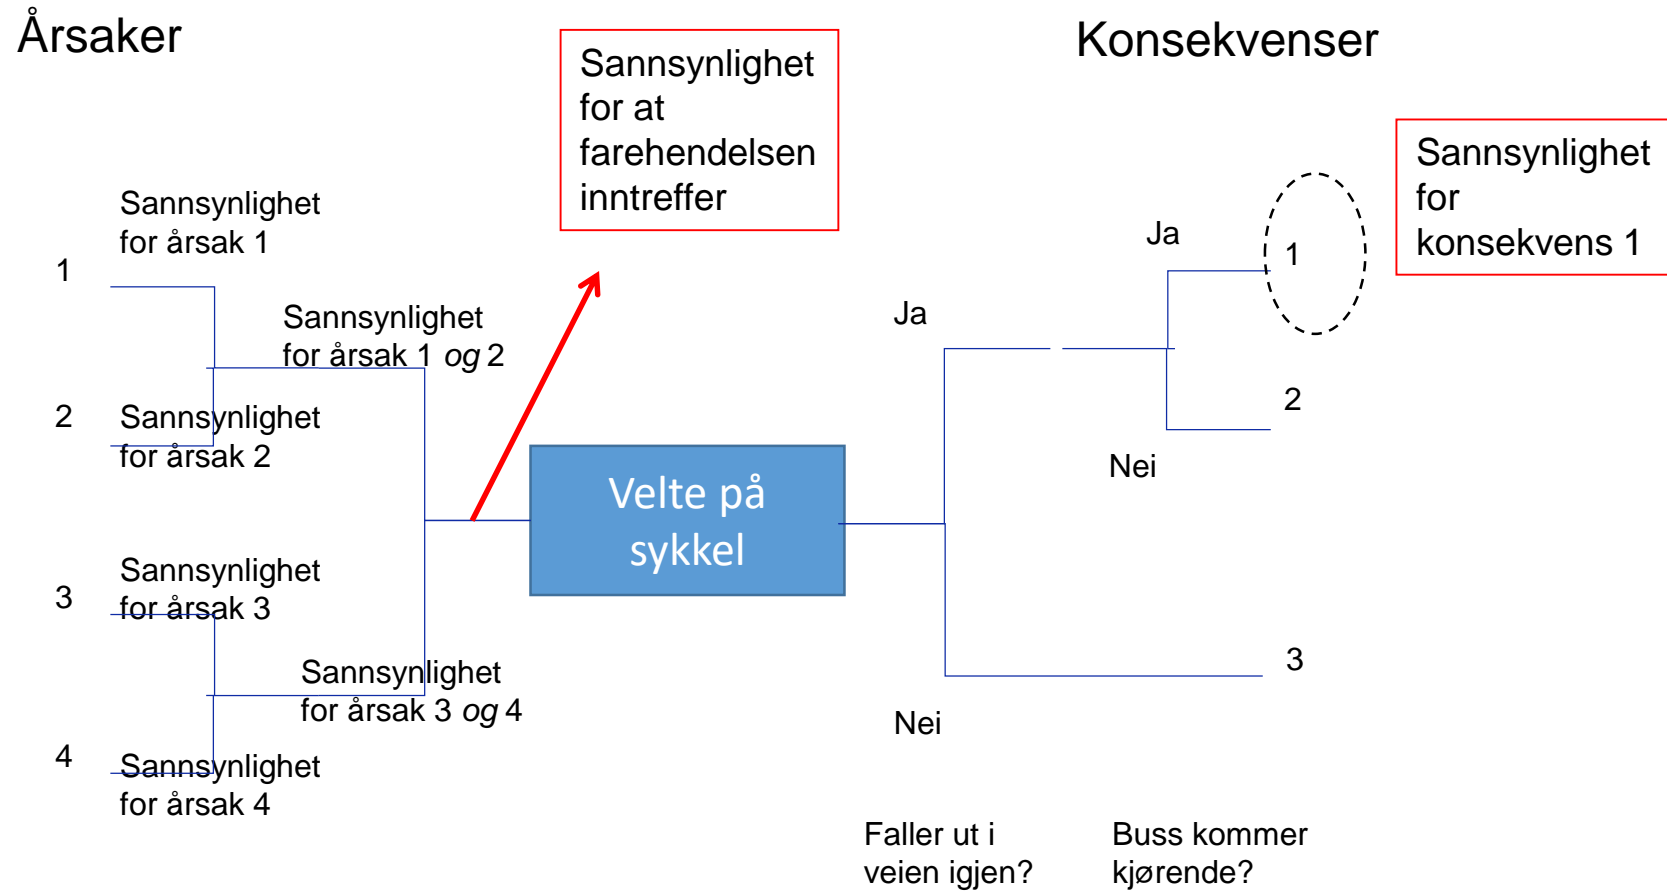 Årsaker
Konsekvenser
Sannsynlighet
for at
farehendelsen
inntreffer
Sannsynlighet
for
konsekvens 1
Sannsynlighet
for årsak 1
1
Sannsynlighet
for årsak 1 og 2
2
Sannsynlighet
for årsak 2
Velte på
sykkel
Sannsynlighet
for årsak 3
3
Sannsynlighet
for årsak 3 og 4
4
Sannsynlighet
for årsak 4
Ja
Ja
1
2
Nei
3
Nei
Faller ut i
veien igjen?
Buss kommer
kjørende?